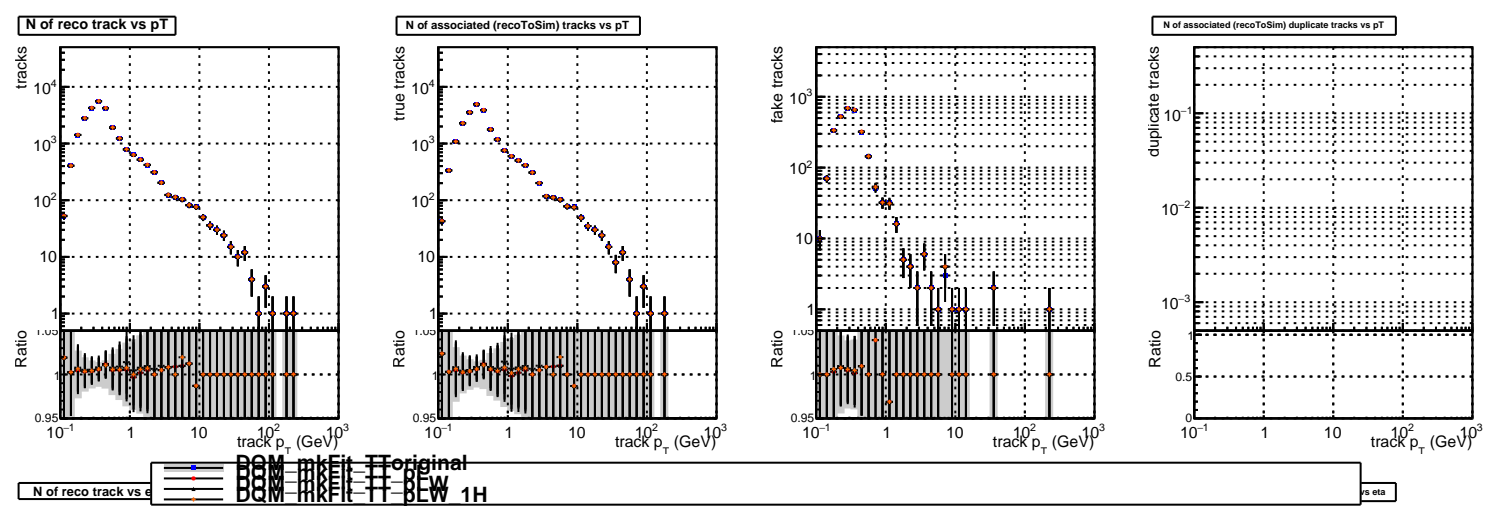 N of reco track vs pT
N of associated (recoToSim) tracks vs pT
N of associated (recoToSim) duplicate tracks vs pT
tracks
10⁴
10³
10²
10
1
Ratio
1.05
1
0.95
10⁻¹ 1 10 10² 10³
track p_T (GeV)
true tracks
10⁴
10³
10²
10
1
Ratio
1.05
1
0.95
10⁻¹ 1 10 10² 10³
track p_T (GeV)
fake tracks
10³
10²
10
1
Ratio
1.05
1
0.95
10⁻¹ 1 10 10² 10³
track p_T (GeV)
duplicate tracks
10⁻¹
10⁻²
10⁻³
Ratio
1
0.5
0
10⁻¹ 1 10 10² 10³
track p_T (GeV)
DQM_mkFit_TToriginal
DQM_mkFit_TT_pLW
DQM_mkFit_TT_pLW_1H
N of reco track vs e
vs eta